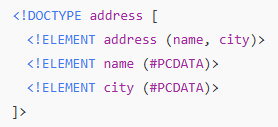 <!DOCTYPE address [
<!ELEMENT address (name, city)>
<!ELEMENT name (#PCDATA)>
<!ELEMENT city (#PCDATA)>
]>